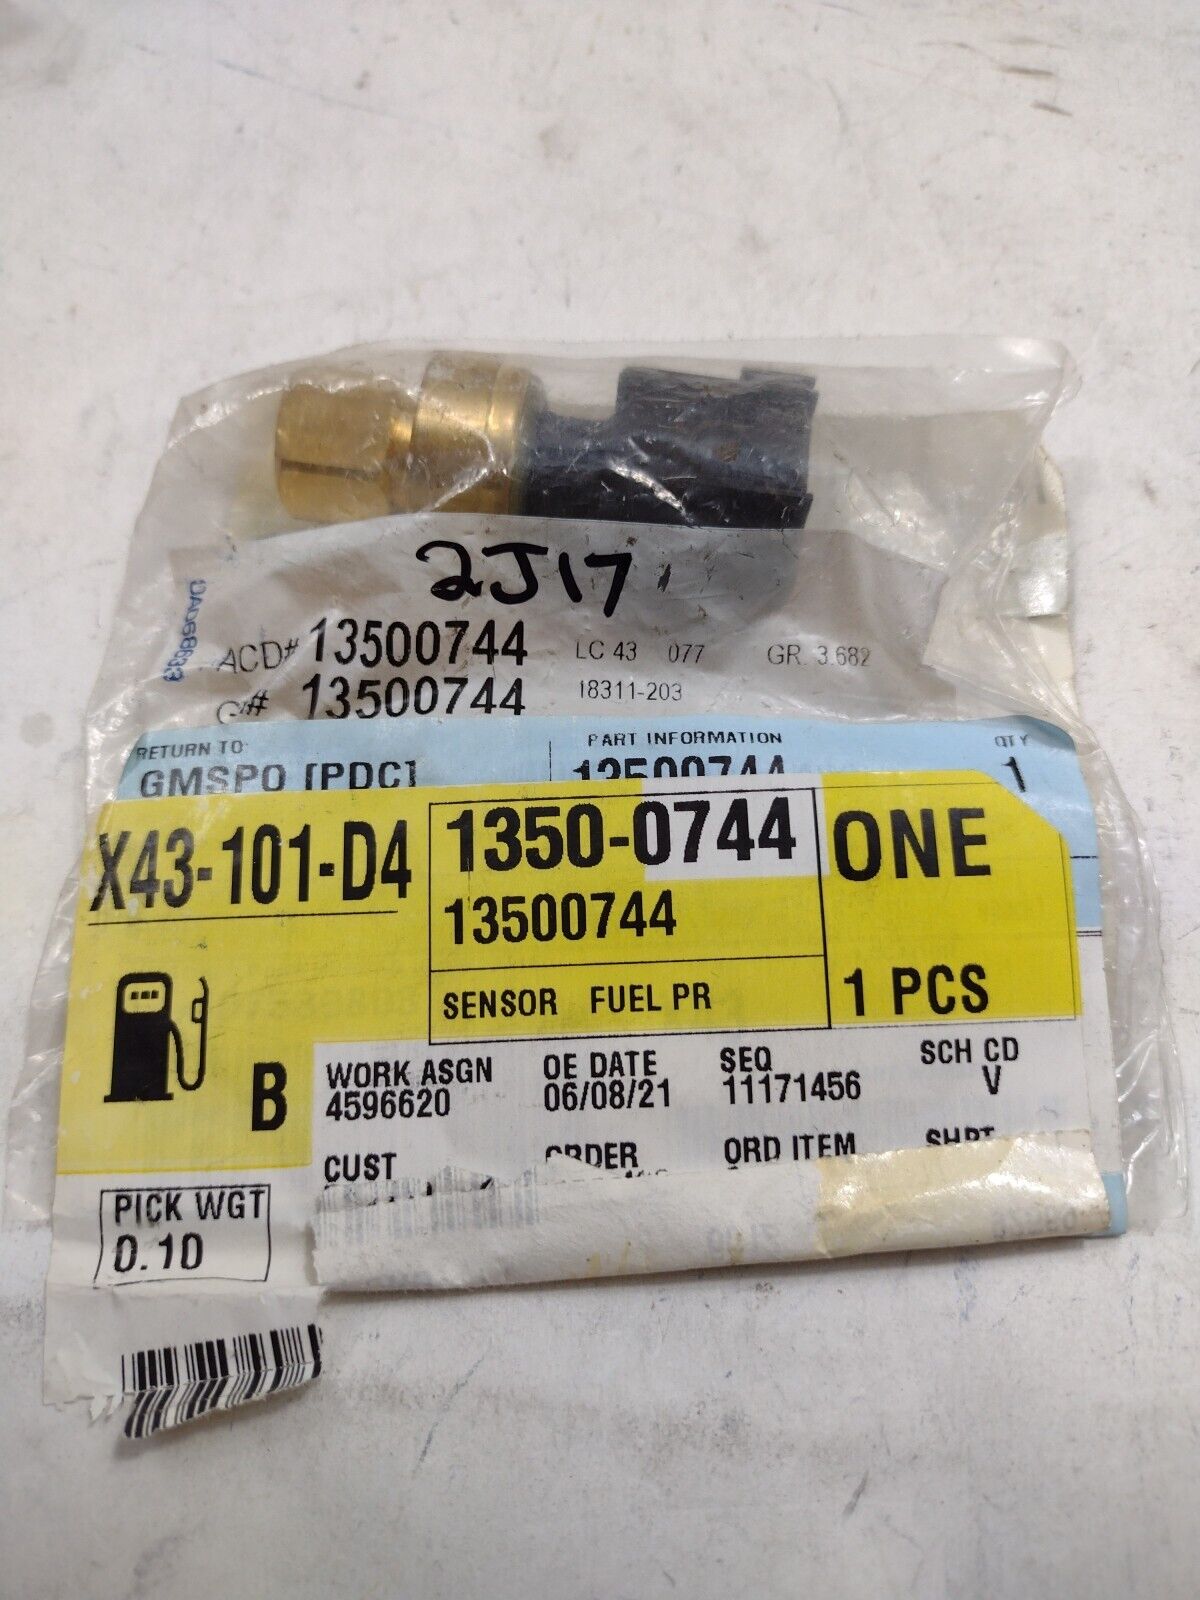 2J17
ACD# 13500744 LC 43 077 GR. 3.682
13500744 18311-203
RETURN TO PART INFORMATION QTY
GMSPO [PDC] 13500744 1
X43-101-D4 1350-0744 ONE
13500744
SENSOR FUEL PR 1 PCS
B
WORK ASGN OE DATE SEQ SCH CD
4596620 06/08/21 11171456 V
CUST ORDER ORD ITEM SHPT
PICK WGT
0.10